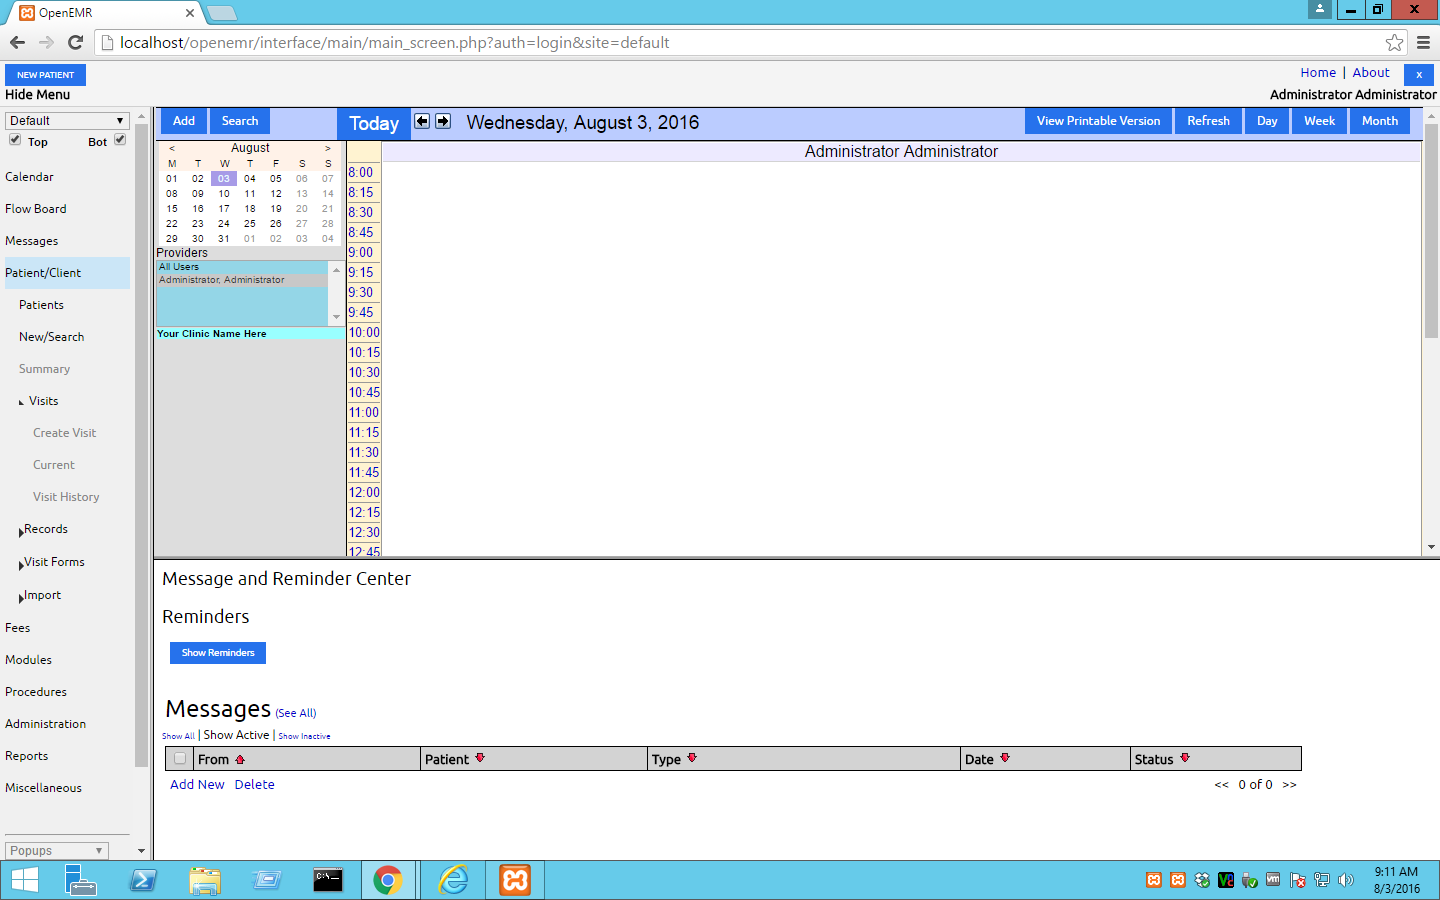 OpenEMR
localhost/openemr/interface/main/main_screen.php?auth=login&site=default
NEW PATIENT
Home | About
x
Hide Menu
Administrator Administrator
Default
Top Bot
Calendar
Flow Board
Messages
Patient/Client
Patients
New/Search
Summary
Visits
Create Visit
Current
Visit History
Records
Visit Forms
Import
Fees
Modules
Procedures
Administration
Reports
Miscellaneous
Popups
Add Search
Today Wednesday, August 3, 2016
View Printable Version Refresh Day Week Month
< August >
M T W T F S S
01 02 03 04 05 06 07
08 09 10 11 12 13 14
15 16 17 18 19 20 21
22 23 24 25 26 27 28
29 30 31 01 02 03 04
Providers
All Users
Administrator, Administrator
Your Clinic Name Here
Administrator Administrator
8:00
8:15
8:30
8:45
9:00
9:15
9:30
9:45
10:00
10:15
10:30
10:45
11:00
11:15
11:30
11:45
12:00
12:15
12:30
12:45
Message and Reminder Center
Reminders
Show Reminders
Messages (See All)
Show All | Show Active | Show Inactive
From Patient Type Date Status
Add New Delete
<< 0 of 0 >>
9:11 AM
8/3/2016